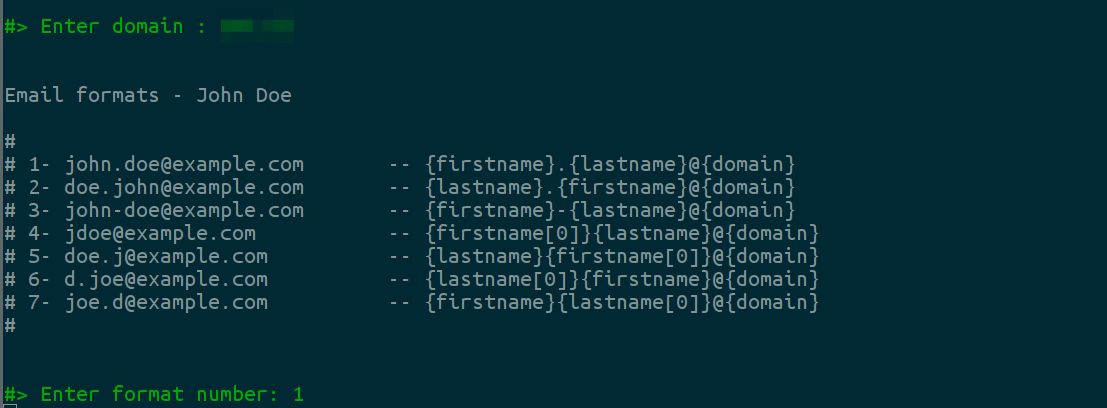 #> Enter domain :
Email formats - John Doe
#
# 1- john.doe@example.com -- {firstname}.{lastname}@{domain}
# 2- doe.john@example.com -- {lastname}.{firstname}@{domain}
# 3- john-doe@example.com -- {firstname}-{lastname}@{domain}
# 4- jdoe@example.com -- {firstname[0]}{lastname}@{domain}
# 5- doe.j@example.com -- {lastname}{firstname[0]}@{domain}
# 6- d.joe@example.com -- {lastname[0]}{firstname}@{domain}
# 7- joe.d@example.com -- {firstname}{lastname[0]}@{domain}
#
#> Enter format number: 1